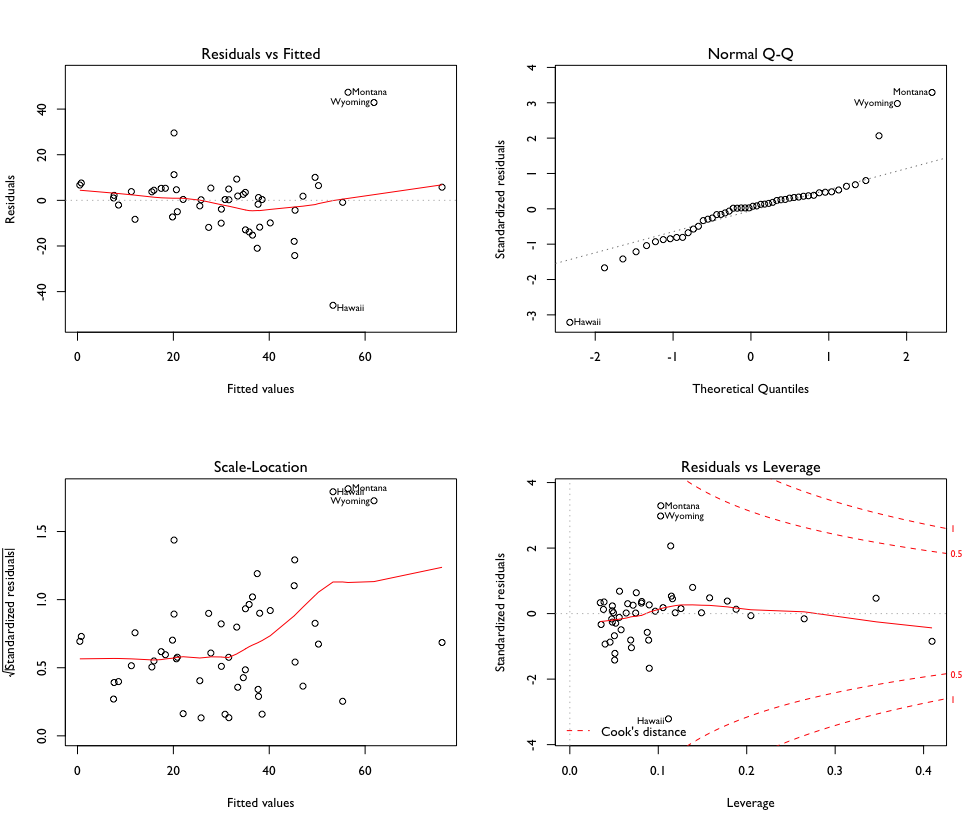 Residuals vs Fitted
Residuals
-40 -20 0 20 40
Montana
Wyoming
Hawaii
0 20 40 60
Fitted values
Normal Q-Q
Standardized residuals
-3 -2 -1 0 1 2 3 4
Montana
Wyoming
Hawaii
-2 -1 0 1 2
Theoretical Quantiles
Scale-Location
√|Standardized residuals|
0.0 0.5 1.0 1.5
Montana
Hawaii
Wyoming
0 20 40 60
Fitted values
Residuals vs Leverage
Standardized residuals
-4 -2 0 2 4
Montana
Wyoming
1
0.5
0.5
1
Hawaii
Cook's distance
0.0 0.1 0.2 0.3 0.4
Leverage